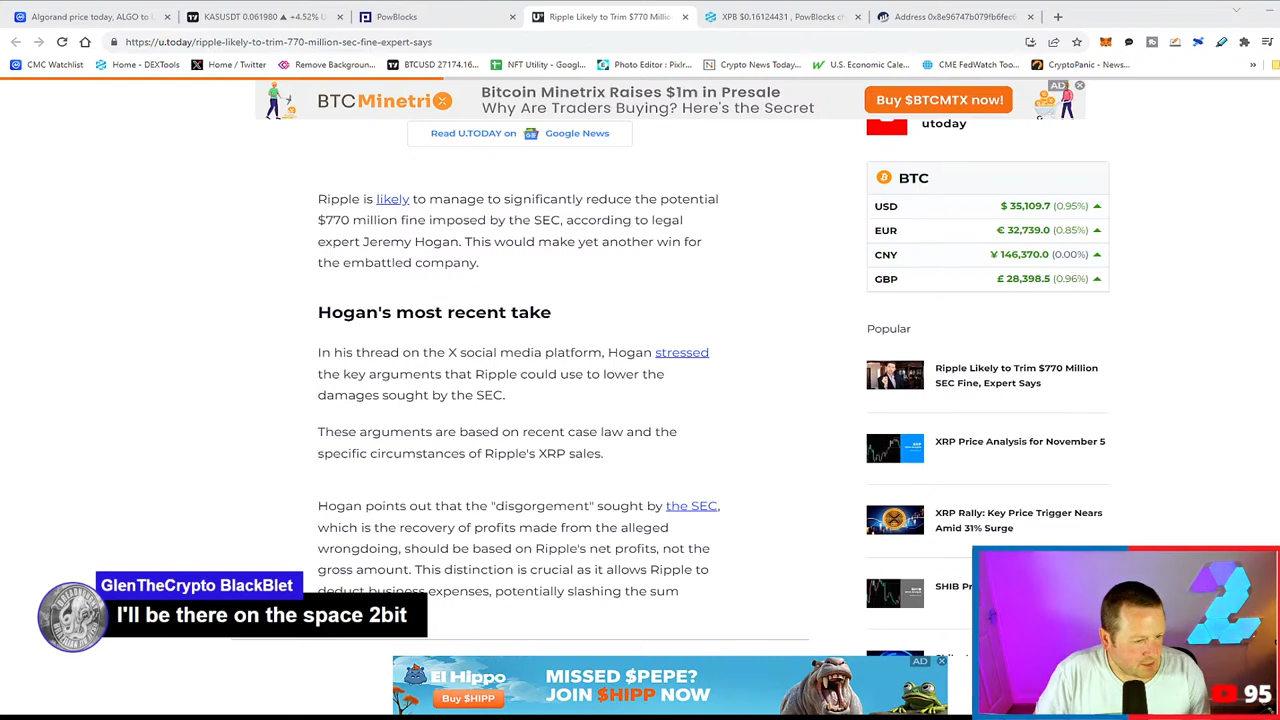 Algorand price today, ALGO to U
KASUSDT 0.061980 ▲ +4.52% U
PowBlocks
Ripple Likely to Trim $770 Millio
XPB $0.16124431 , PowBlocks c
Address 0x8e96747b079fb6fec6
https://u.today/ripple-likely-to-trim-770-million-sec-fine-expert-says
CMC Watchlist
Home - DEXTools
Home / Twitter
Remove Backgroun...
BTCUSD 27174.16...
NFT Utility - Googl...
Photo Editor : Pixlr...
Crypto News Today...
U.S. Economic Cale...
CME FedWatch Too...
CryptoPanic - News...
BTCMinetrix
Bitcoin Minetrix Raises $1m in Presale
Why Are Traders Buying? Here's the Secret
Buy $BTCMTX now!
AD
Read U.TODAY on Google News
utoday
Ripple is likely to manage to significantly reduce the potential
$770 million fine imposed by the SEC, according to legal
expert Jeremy Hogan. This would make yet another win for
the embattled company.
Hogan's most recent take
In his thread on the X social media platform, Hogan stressed
the key arguments that Ripple could use to lower the
damages sought by the SEC.
These arguments are based on recent case law and the
specific circumstances of Ripple's XRP sales.
Hogan points out that the "disgorgement" sought by the SEC,
which is the recovery of profits made from the alleged
wrongdoing, should be based on Ripple's net profits, not the
gross amount. This distinction is crucial as it allows Ripple to
deduct business expenses, potentially slashing the sum
BTC
USD $ 35,109.7 (0.95%)
EUR € 32,739.0 (0.85%)
CNY ¥ 146,370.0 (0.00%)
GBP £ 28,398.5 (0.96%)
Popular
Ripple Likely to Trim $770 Million
SEC Fine, Expert Says
XRP Price Analysis for November 5
XRP Rally: Key Price Trigger Nears
Amid 31% Surge
SHIB Pr
GlenTheCrypto BlackBlet
I'll be there on the space 2bit
El Hippo
Buy $HIPP
MISSED $PEPE?
JOIN $HIPP NOW
AD
2
95